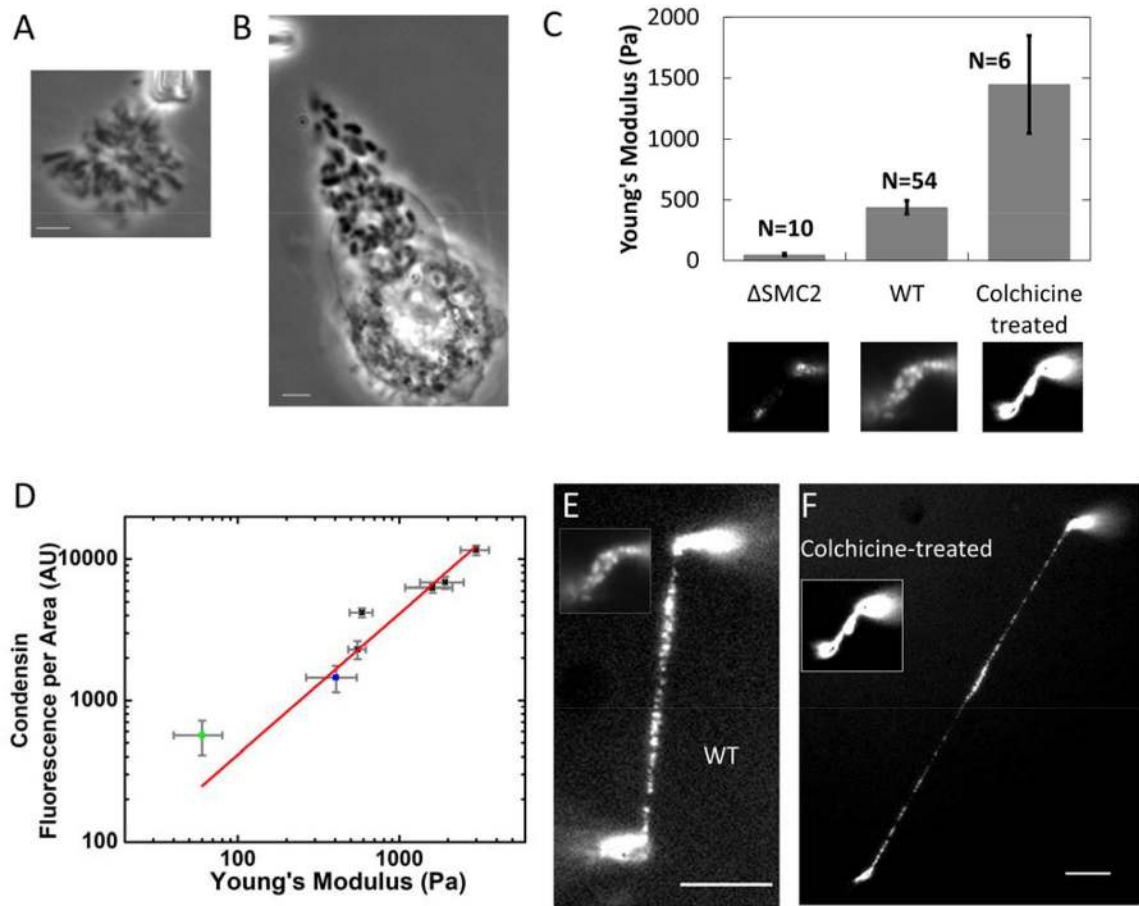 A
B
C
Young's Modulus (Pa)
2000
1500
1000
500
0
N=10
N=54
N=6
ΔSMC2
WT
Colchicine
treated
D
Condensin
Fluorescence per Area (AU)
10000
1000
100
100
1000
Young's Modulus (Pa)
E
WT
F
Colchicine-treated